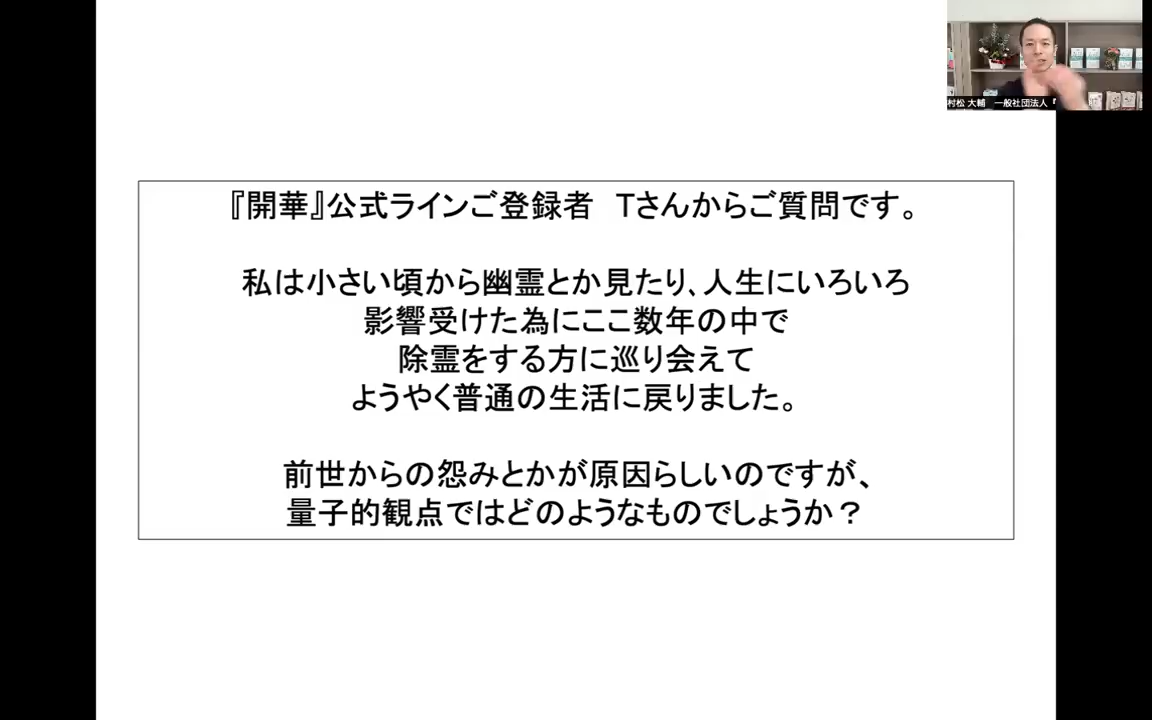 村松 大輔　一般社団法人『
『開華』公式ラインご登録者　Tさんからご質問です。
私は小さい頃から幽霊とか見たり、人生にいろいろ
影響受けた為にここ数年の中で
除霊をする方に巡り会えて
ようやく普通の生活に戻りました。
前世からの怨みとかが原因らしいのですが、
量子的観点ではどのようなものでしょうか？